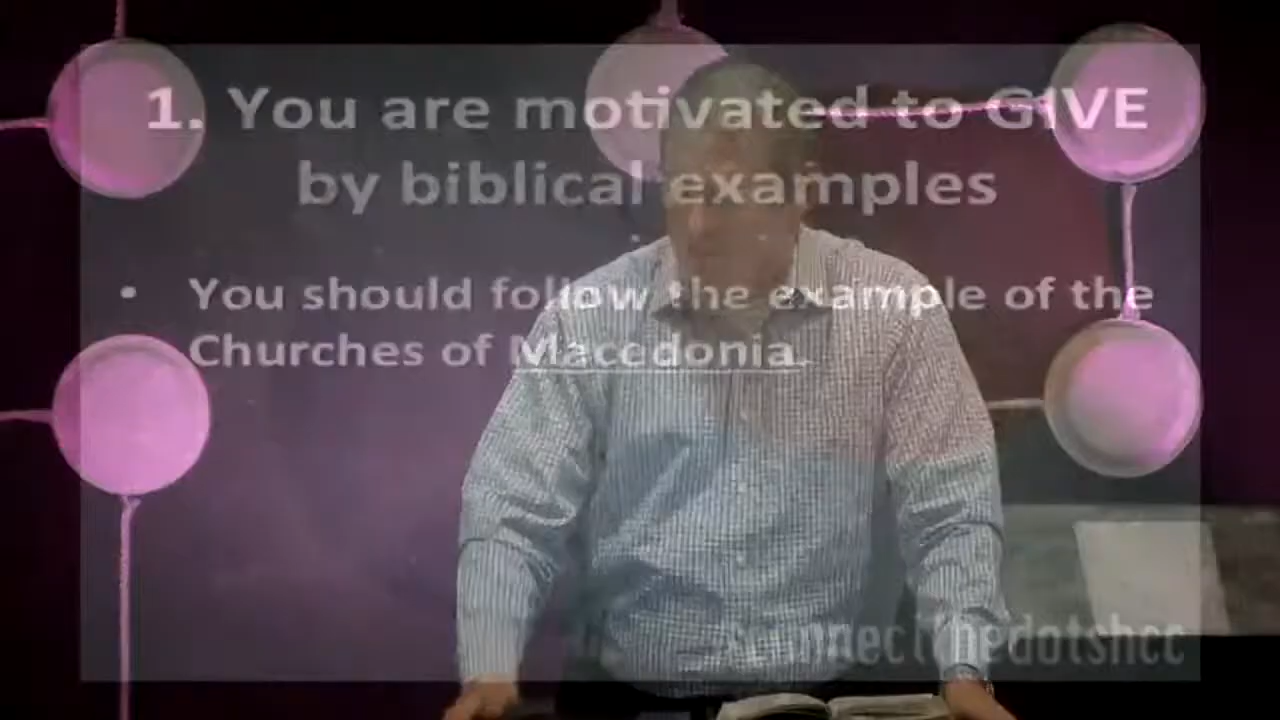 1. You are motivated to GIVE
by biblical examples
• You should follow the example of the
Churches of Macedonia.
#connectthedotshcc